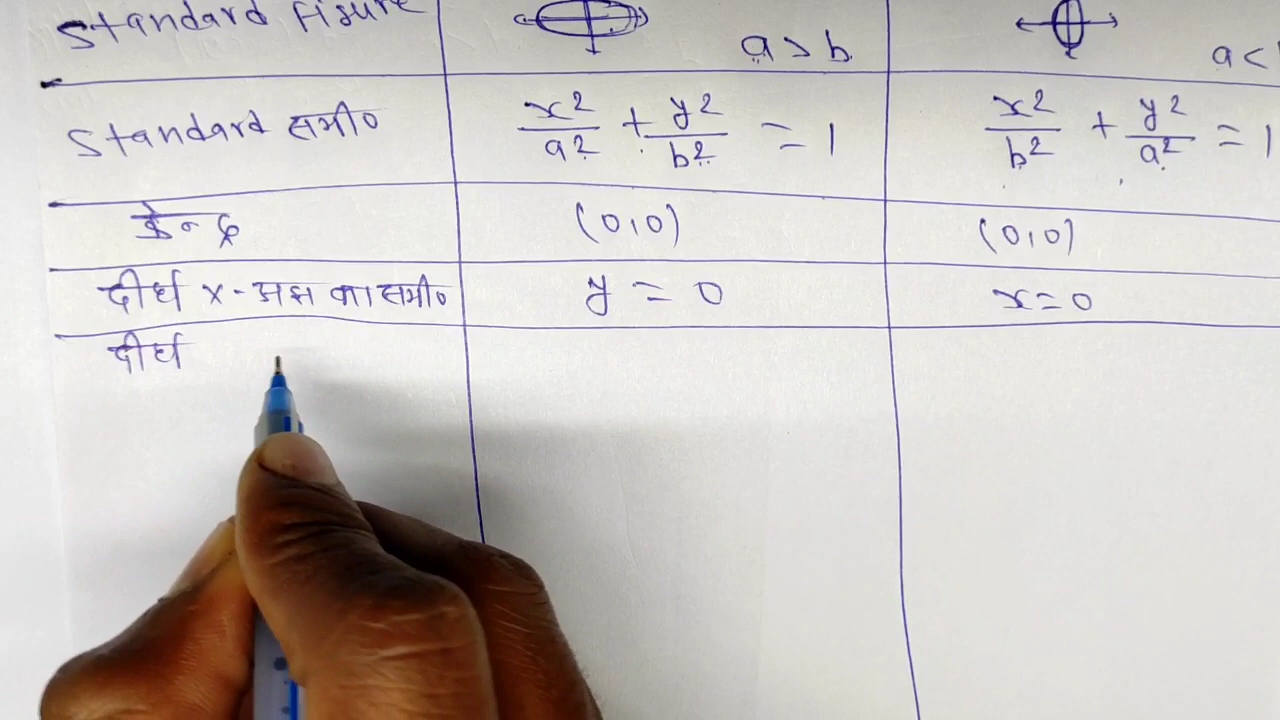 Standard figure
a > b
a <
Standard समी० x²/a² + y²/b² = 1 x²/b² + y²/a² = 1
केन्द्र (0,0) (0,0)
दीर्घ x-अक्ष का समी० y = 0 x = 0
दीर्घ